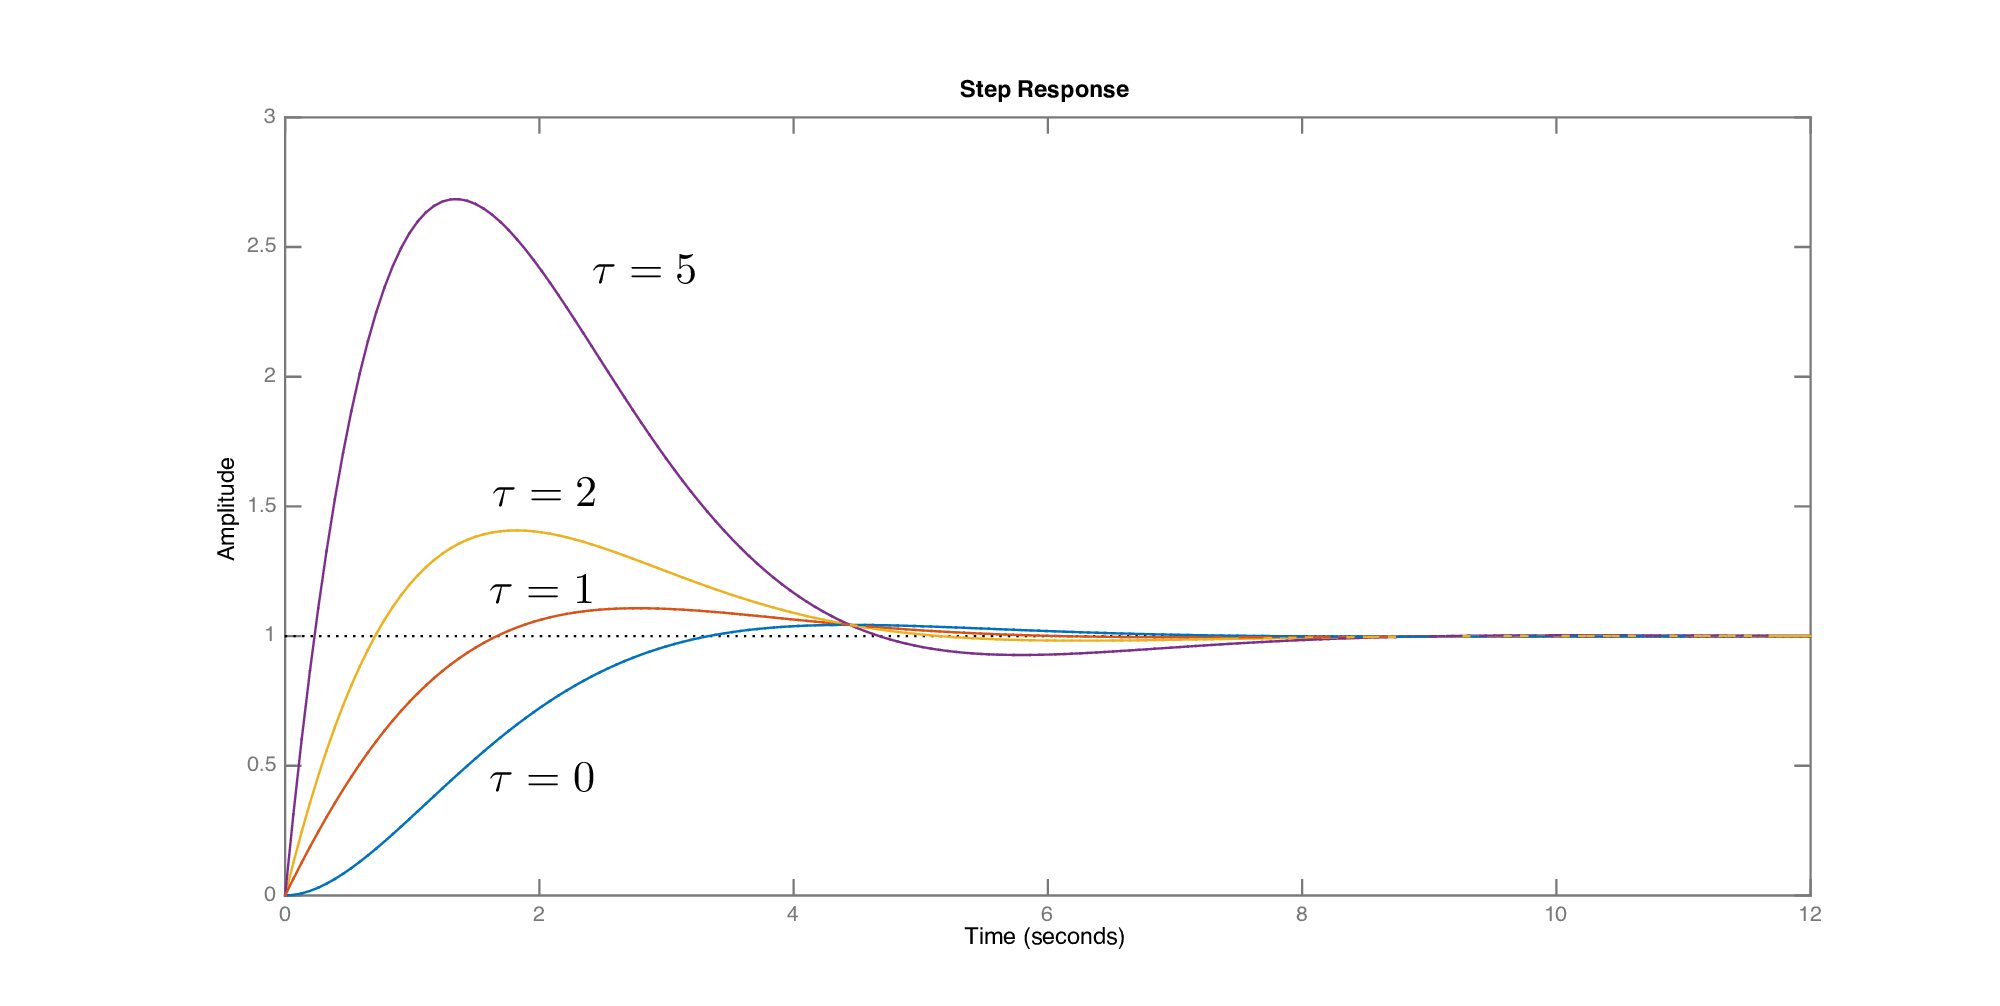 Step Response
3
2.5
τ = 5
2
Amplitude
1.5
τ = 2
τ = 1
1
0.5
τ = 0
0
0 2 4 6 8 10 12
Time (seconds)